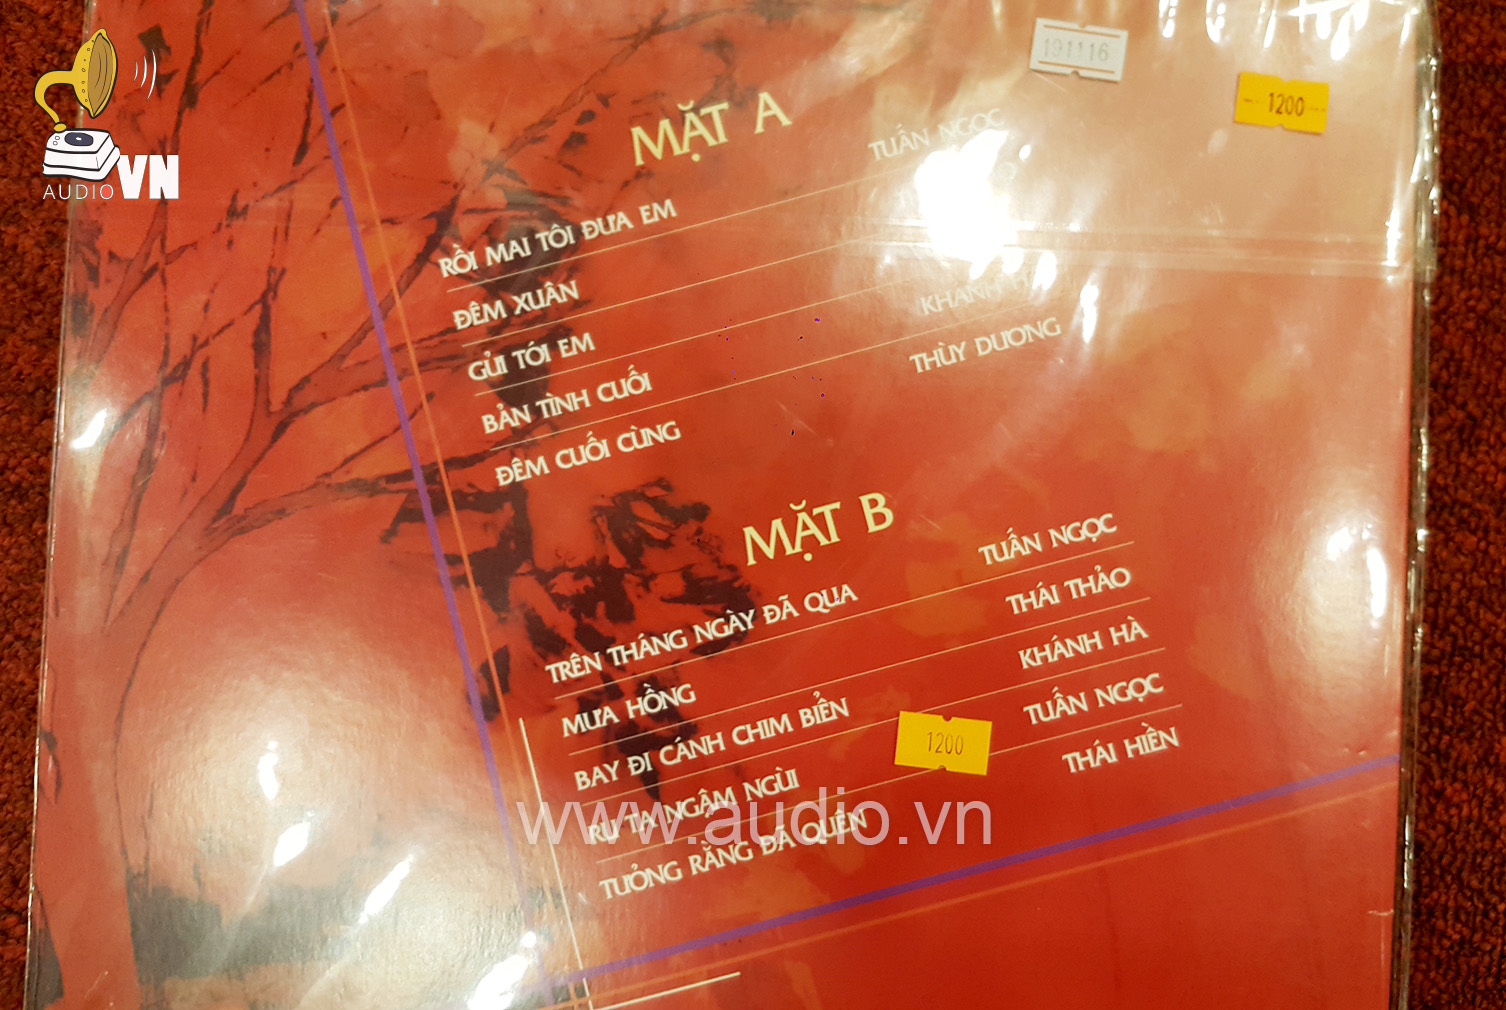 AUDIO VN
191116
1200
MẶT A
RỒI MAI TÔI ĐƯA EM TUẤN NGỌC
ĐÊM XUÂN
GỬI TỚI EM
BẢN TÌNH CUỐI KHÁNH
ĐÊM CUỐI CÙNG THÙY DƯƠNG
MẶT B
TRÊN THÁNG NGÀY ĐÃ QUA TUẤN NGỌC
MƯA HỒNG THÁI THẢO
BAY ĐI CÁNH CHIM BIỂN KHÁNH HÀ
1200
RU TA NGẬM NGÙI TUẤN NGỌC
TƯỞNG RẰNG ĐÃ QUÊN THÁI HIỀN
www.audio.vn